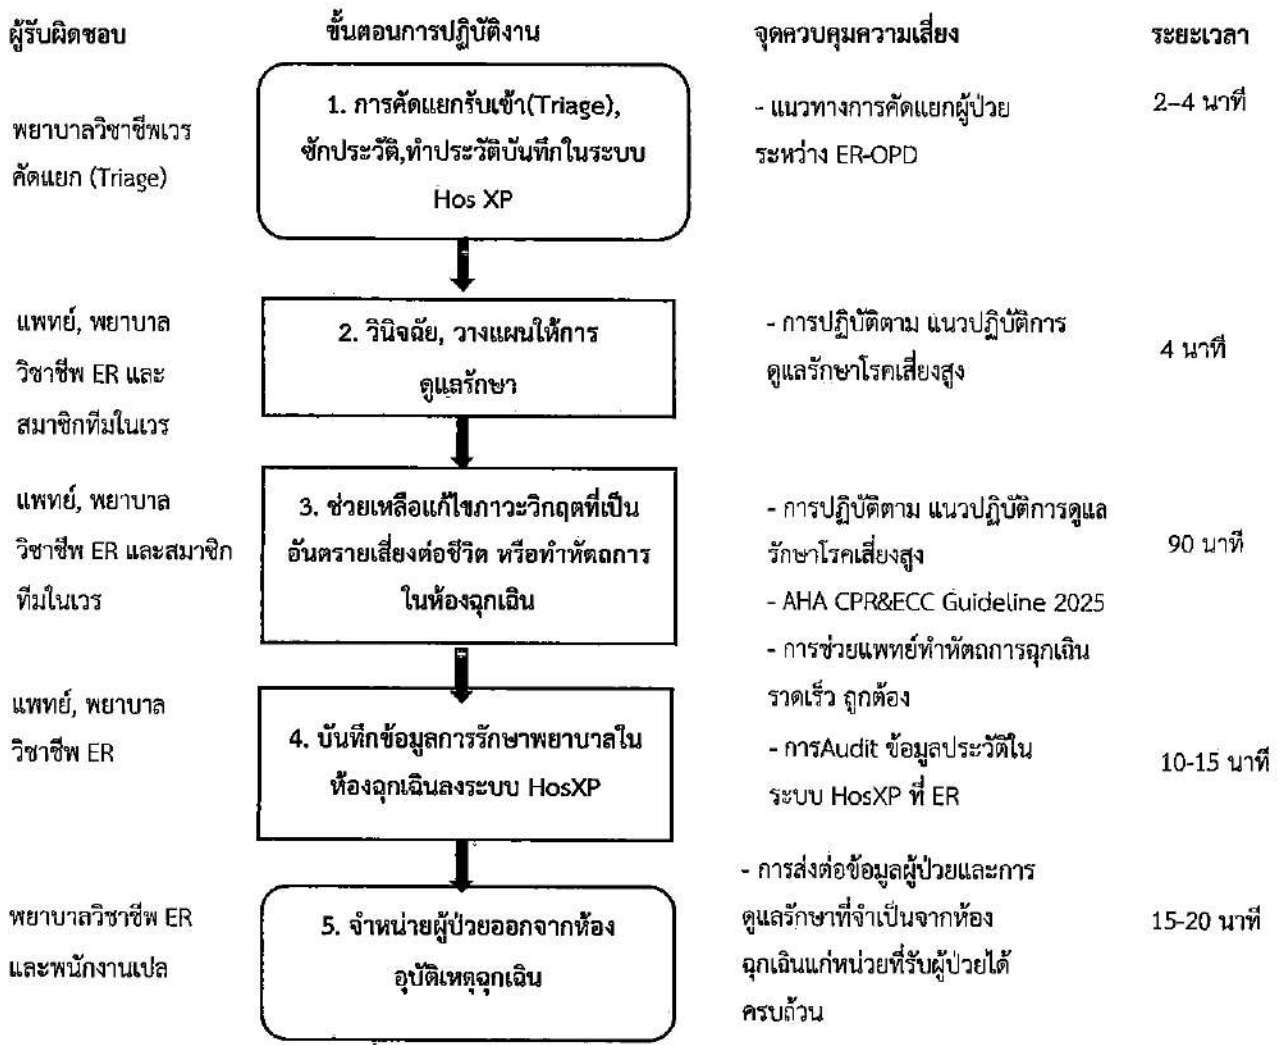 ผู้รับผิดชอบ
ขั้นตอนการปฏิบัติงาน
จุดควบคุมความเสี่ยง
ระยะเวลา
พยาบาลวิชาชีพเวร
คัดแยก (Triage)
1. การคัดแยกรับเข้า(Triage),
ซักประวัติ,ทำประวัติบันทึกในระบบ
Hos XP
- แนวทางการคัดแยกผู้ป่วย
ระหว่าง ER-OPD
2–4 นาที
แพทย์, พยาบาล
วิชาชีพ ER และ
สมาชิกทีมในเวร
2. วินิจฉัย, วางแผนให้การ
ดูแลรักษา
- การปฏิบัติตาม แนวปฏิบัติการ
ดูแลรักษาโรคเสี่ยงสูง
4 นาที
แพทย์, พยาบาล
วิชาชีพ ER และสมาชิก
ทีมในเวร
3. ช่วยเหลือแก้ไขภาวะวิกฤตที่เป็น
อันตรายเสี่ยงต่อชีวิต หรือทำหัตถการ
ในห้องฉุกเฉิน
- การปฏิบัติตาม แนวปฏิบัติการดูแล
รักษาโรคเสี่ยงสูง
- AHA CPR&ECC Guideline 2025
- การช่วยแพทย์ทำหัตถการฉุกเฉิน
รวดเร็ว ถูกต้อง
90 นาที
แพทย์, พยาบาล
วิชาชีพ ER
4. บันทึกข้อมูลการรักษาพยาบาลใน
ห้องฉุกเฉินลงระบบ HosXP
- การAudit ข้อมูลประวัติใน
ระบบ HosXP ที่ ER
10-15 นาที
พยาบาลวิชาชีพ ER
และพนักงานเปล
5. จำหน่ายผู้ป่วยออกจากห้อง
อุบัติเหตุฉุกเฉิน
- การส่งต่อข้อมูลผู้ป่วยและการ
ดูแลรักษาที่จำเป็นจากห้อง
ฉุกเฉินแก่หน่วยที่รับผู้ป่วยได้
ครบถ้วน
15-20 นาที